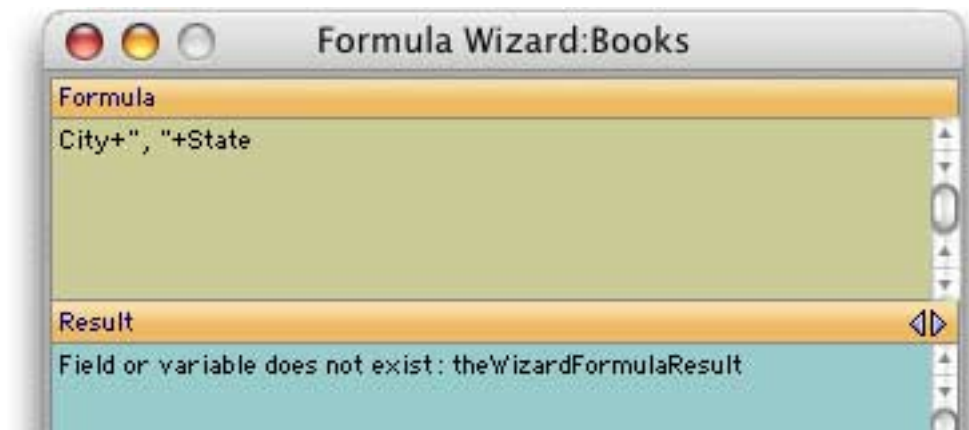 Formula Wizard:Books
Formula
City+", "+State
Result
Field or variable does not exist: theWizardFormulaResult